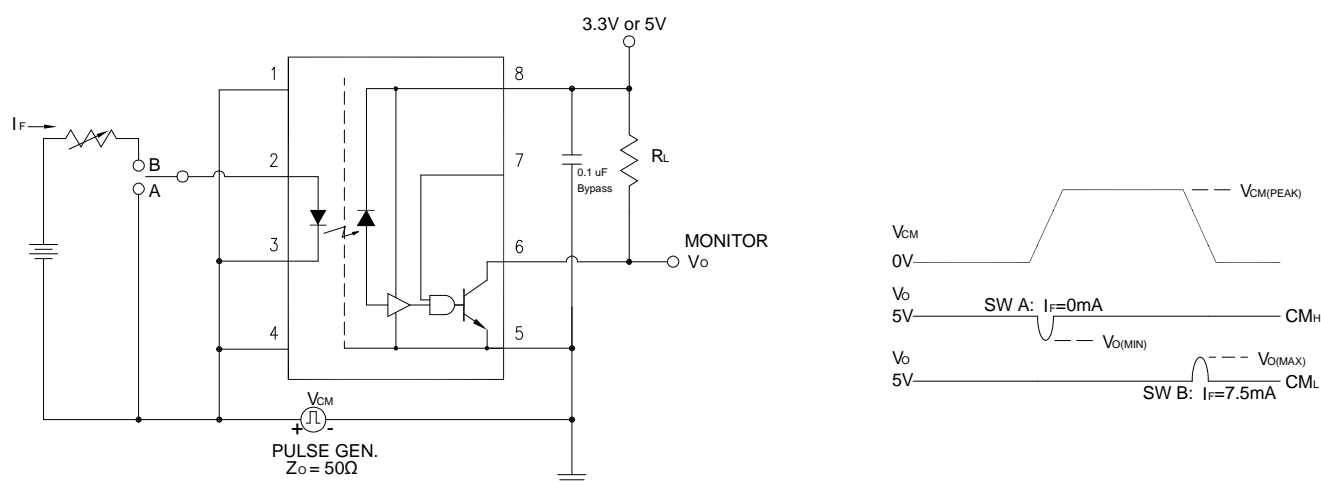 3.3V or 5V
1
8
IF
B
A
2
7
0.1 uF
Bypass
RL
3
6
MONITOR
VO
4
5
VCM
+
-
PULSE GEN.
ZO = 50Ω
VCM(PEAK)
VCM
0V
VO
5V
SW A: IF=0mA
CMH
VO(MIN)
VO
5V
VO(MAX)
CML
SW B: IF=7.5mA